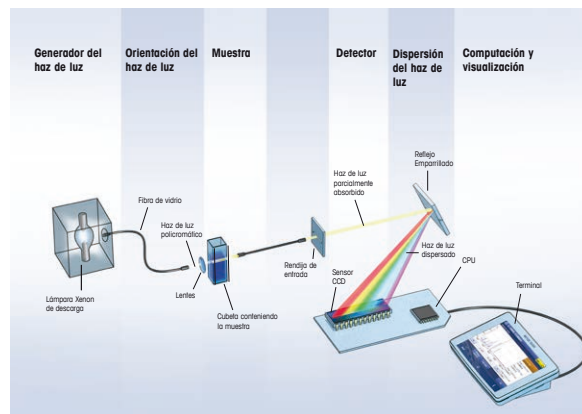 Generador del
haz de luz
Orientación del
haz de luz
Muestra
Detector
Dispersión
del haz de
luz
Computación y
visualización
Refleja
Emparrillado
Haz de luz
parcialmente
absorbido
Fibra de vidrio
Haz de luz
policromático
Rendija de
entrada
Haz de luz
dispersado
CPU
Sensor
CCD
Terminal
Lámpara Xenon
de descarga
Lentes
Cubeta conteniendo
la muestra